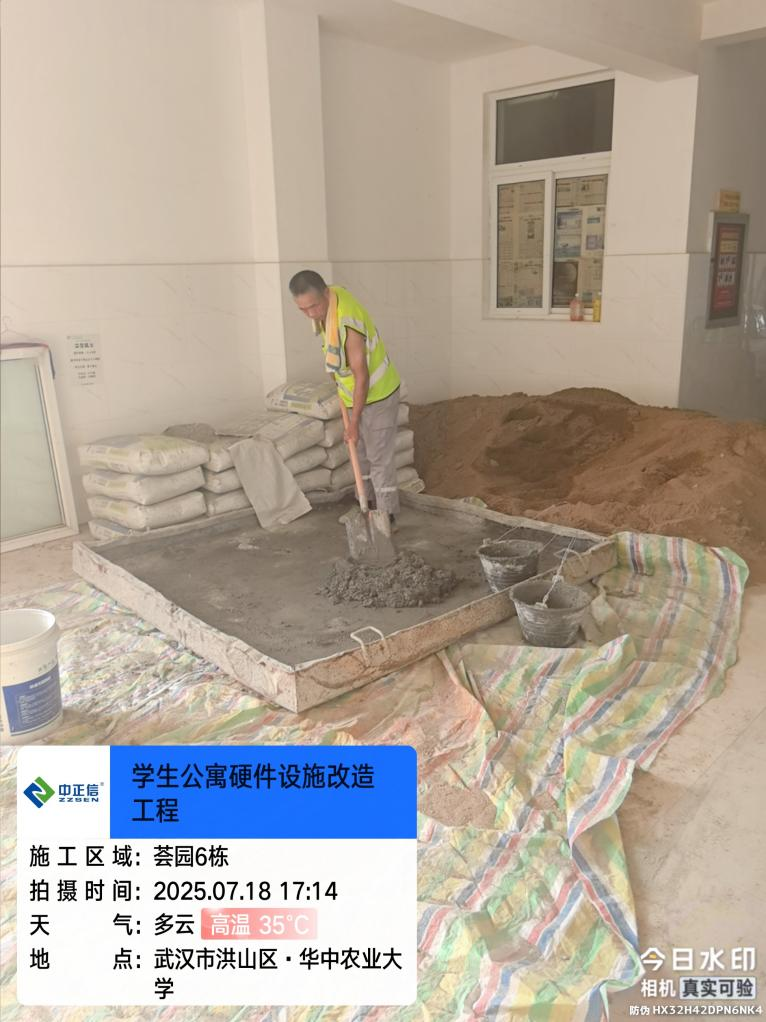 中正信
ZZSEN
学生公寓硬件设施改造
工程
施工区域：荟园6栋
拍摄时间：2025.07.18 17:14
天气：多云 高温 35°C
地点：武汉市洪山区·华中农业大
学
今日水印
相机 真实可验
防伪 HX32H42DPN6NK4